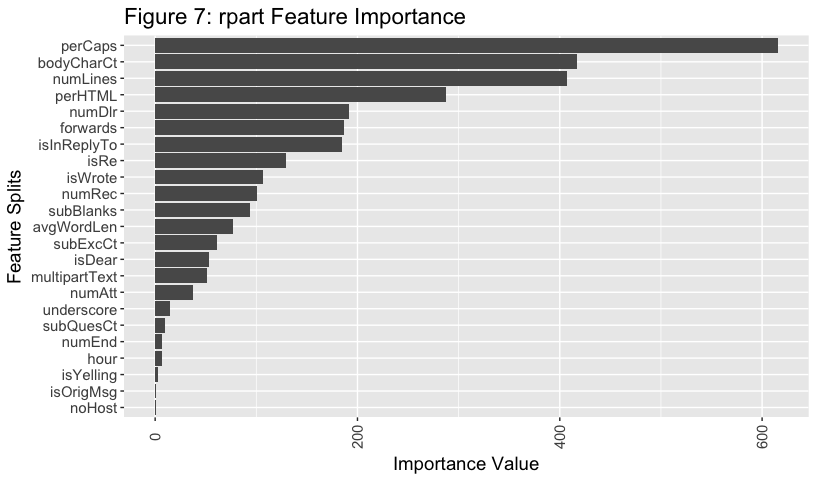 Figure 7: rpart Feature Importance
Feature Splits
perCaps
bodyCharCt
numLines
perHTML
numDlr
forwards
isInReplyTo
isRe
isWrote
numRec
subBlanks
avgWordLen
subExcCt
isDear
multipartText
numAtt
underscore
subQuesCt
numEnd
hour
isYelling
isOrigMsg
noHost
0
200
400
600
Importance Value